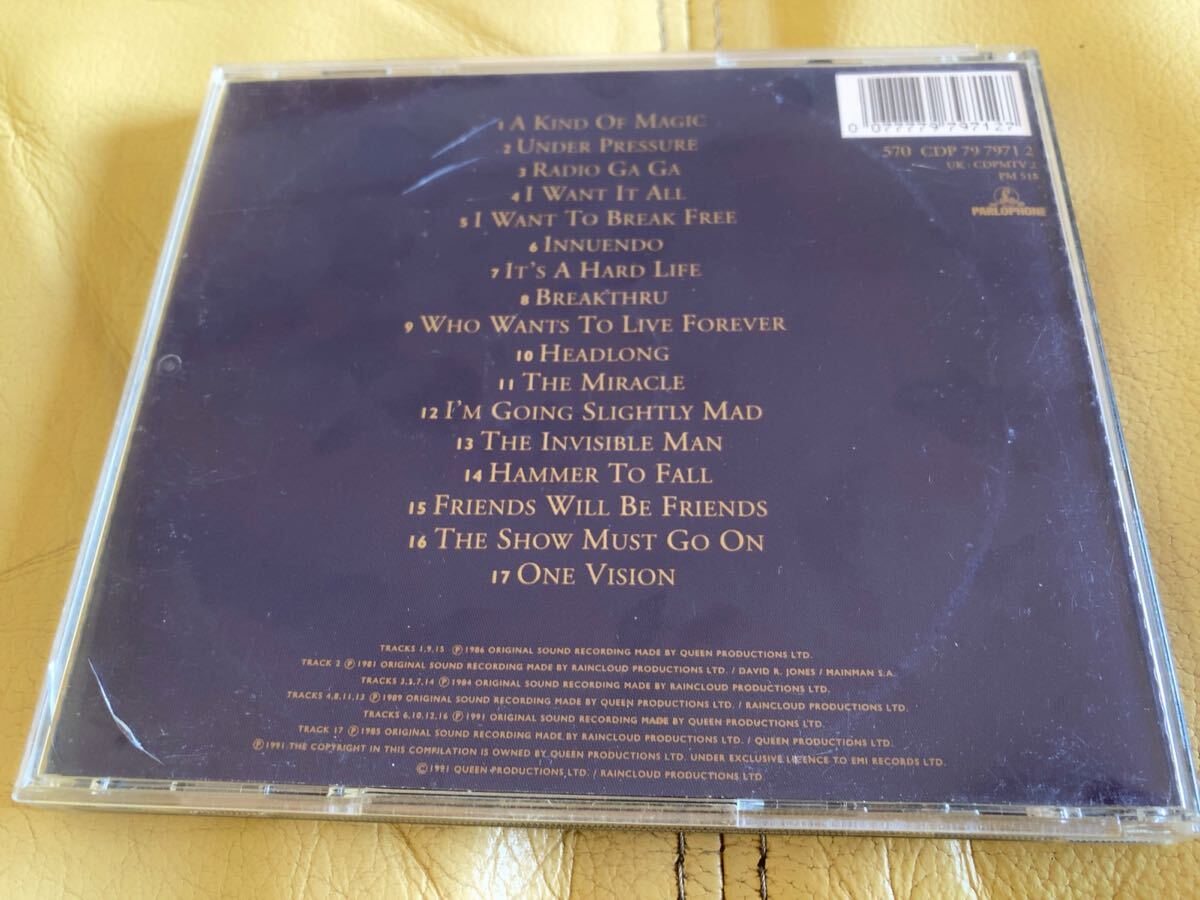 1 A KIND OF MAGIC
2 UNDER PRESSURE
3 RADIO GA GA
4 I WANT IT ALL
5 I WANT TO BREAK FREE
6 INNUENDO
7 IT'S A HARD LIFE
8 BREAKTHRU
9 WHO WANTS TO LIVE FOREVER
10 HEADLONG
11 THE MIRACLE
12 I'M GOING SLIGHTLY MAD
13 THE INVISIBLE MAN
14 HAMMER TO FALL
15 FRIENDS WILL BE FRIENDS
16 THE SHOW MUST GO ON
17 ONE VISION
0 077779 797127
570 CDP 79 7971 2
UK : CDPMTV 2
PM 518
PARLOPHONE
TRACKS 1,9,15 ℗ 1986 ORIGINAL SOUND RECORDING MADE BY QUEEN PRODUCTIONS LTD.
TRACK 2 ℗ 1981 ORIGINAL SOUND RECORDING MADE BY RAINCLOUD PRODUCTIONS LTD. / DAVID R. JONES / MAINMAN S.A.
TRACKS 3,5,7,14 ℗ 1984 ORIGINAL SOUND RECORDING MADE BY RAINCLOUD PRODUCTIONS LTD.
TRACKS 4,8,11,13 ℗ 1989 ORIGINAL SOUND RECORDING MADE BY QUEEN PRODUCTIONS LTD. / RAINCLOUD PRODUCTIONS LTD.
TRACKS 6,10,12,16 ℗ 1991 ORIGINAL SOUND RECORDING MADE BY QUEEN PRODUCTIONS LTD.
TRACK 17 ℗ 1985 ORIGINAL SOUND RECORDING MADE BY RAINCLOUD PRODUCTIONS LTD. / QUEEN PRODUCTIONS LTD.
℗ 1991 THE COPYRIGHT IN THIS COMPILATION IS OWNED BY QUEEN PRODUCTIONS LTD. UNDER EXCLUSIVE LICENCE TO EMI RECORDS LTD.
© 1991 QUEEN PRODUCTIONS LTD. / RAINCLOUD PRODUCTIONS LTD.